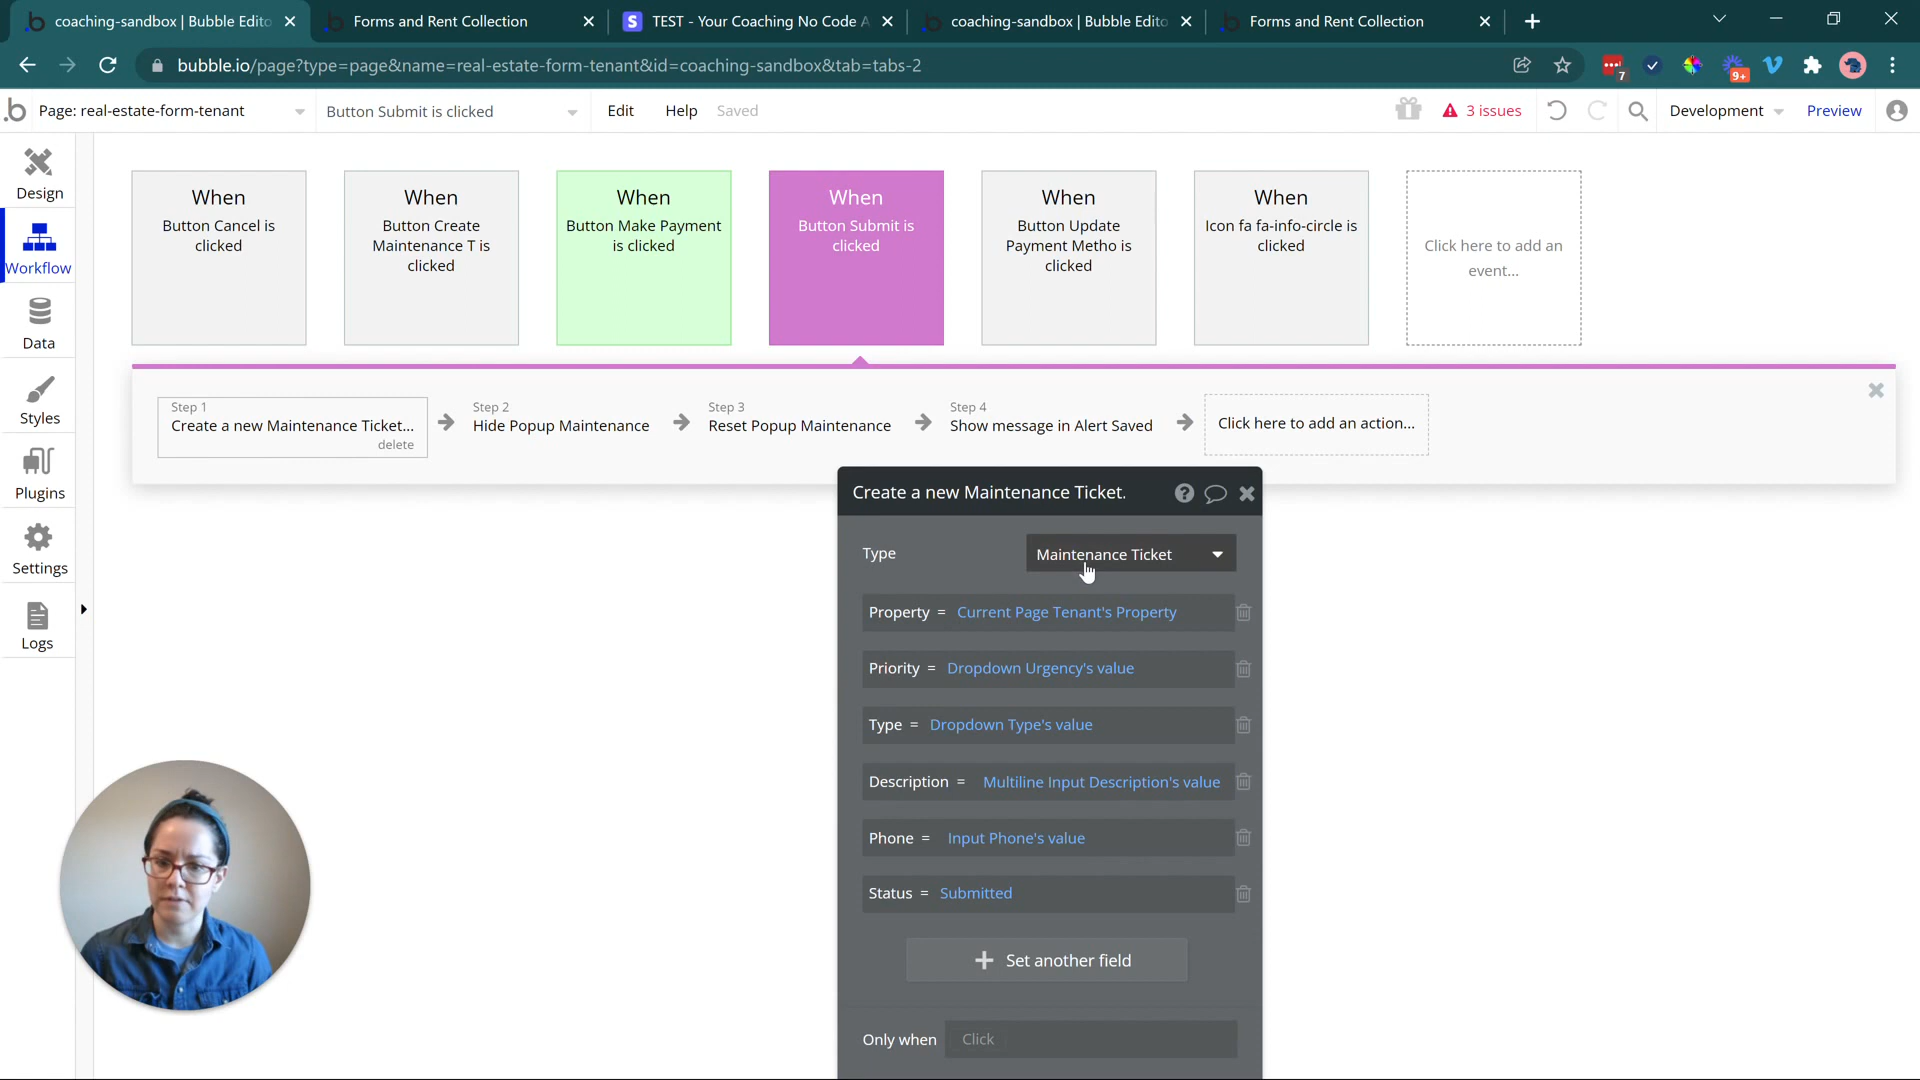 coaching-sandbox | Bubble Edito
Forms and Rent Collection
TEST - Your Coaching No Code A
coaching-sandbox | Bubble Edito
Forms and Rent Collection
bubble.io/page?type=page&name=real-estate-form-tenant&id=coaching-sandbox&tab=tabs-2
7
9+
Page: real-estate-form-tenant
Button Submit is clicked
Edit
Help
Saved
3 issues
Development
Preview
Design
Workflow
Data
Styles
Plugins
Settings
Logs
When
Button Cancel is
clicked
When
Button Create
Maintenance T is
clicked
When
Button Make Payment
is clicked
When
Button Submit is
clicked
When
Button Update
Payment Metho is
clicked
When
Icon fa fa-info-circle is
clicked
Click here to add an
event...
Step 1
Create a new Maintenance Ticket...
delete
Step 2
Hide Popup Maintenance
Step 3
Reset Popup Maintenance
Step 4
Show message in Alert Saved
Click here to add an action...
Create a new Maintenance Ticket.
Type
Maintenance Ticket
Property = Current Page Tenant's Property
Priority = Dropdown Urgency's value
Type = Dropdown Type's value
Description = Multiline Input Description's value
Phone = Input Phone's value
Status = Submitted
Set another field
Only when
Click